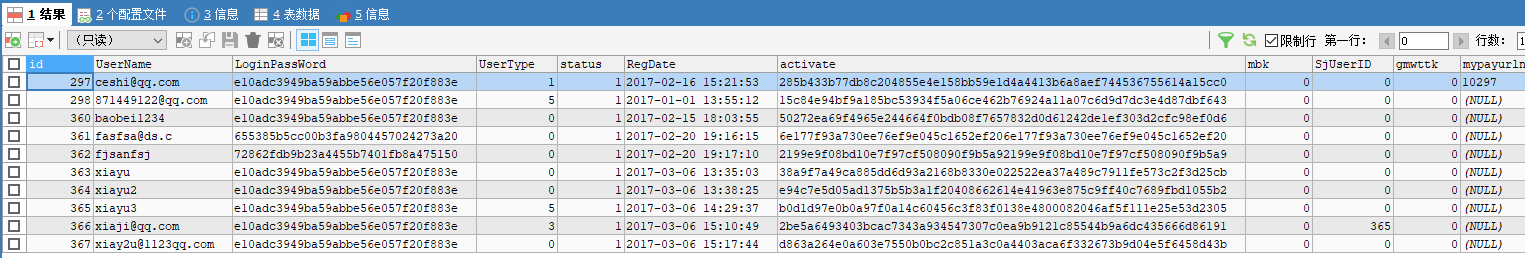 1 结果 2 个配置文件 3 信息 4 表数据 5 信息
（只读） 限制行 第一行： 0 行数：
id UserName LoginPassWord UserType status RegDate activate mbk SjUserID gmwttk mypayurln
297 ceshi@qq.com e10adc3949ba59abbe56e057f20f883e 1 1 2017-02-16 15:21:53 285b433b77db8c204855e4e158bb59e1d4a4413b6a8aef744536755614a15cc0 0 0 0 10297
298 871449122@qq.com e10adc3949ba59abbe56e057f20f883e 5 1 2017-01-01 13:55:12 15c84e94bf9a185bc53934f5a06ce462b76924a11a07c6d9d7dc3e4d87dbf643 0 0 0 (NULL)
360 baobei1234 e10adc3949ba59abbe56e057f20f883e 0 1 2017-02-15 18:03:55 50272ea69f4965e244664f0bdb08f7657832d0d61242de1ef303d2cfc98ef0d6 0 0 0 (NULL)
361 fasfsa@ds.c 655385b5cc00b3fa9804457024273a20 0 1 2017-02-20 19:16:15 6e177f93a730ee76ef9e045c1652ef206e177f93a730ee76ef9e045c1652ef20 0 0 0 (NULL)
362 fjsanfsj 72862fdb9b23a4455b7401fb8a475150 0 1 2017-02-20 19:17:10 2199e9f08bd10e7f97cf508090f9b5a92199e9f08bd10e7f97cf508090f9b5a9 0 0 0 (NULL)
363 xiayu e10adc3949ba59abbe56e057f20f883e 0 1 2017-03-06 13:35:03 38a9f7a49ca885dd6d93a2168b8330e022522ea37a489c7911fe573c2f3d25cb 0 0 0 (NULL)
364 xiayu2 e10adc3949ba59abbe56e057f20f883e 0 1 2017-03-06 13:38:25 e94c7e5d05ad1375b5b3a1f20408662614e41963e875c9ff40c7689fbd1055b2 0 0 0 (NULL)
365 xiayu3 e10adc3949ba59abbe56e057f20f883e 5 1 2017-03-06 14:29:37 b0d1d97e0b0a97f0a14c60456c3f83f0138e4800082046af5f111e25e53d2305 0 0 0 (NULL)
366 xiaji@qq.com e10adc3949ba59abbe56e057f20f883e 3 1 2017-03-06 15:10:49 2be5a6493403bcac7343a934547307c0ea9b9121c85544b9a6dc435666d86191 0 365 0 (NULL)
367 xiay2u@1123qq.com e10adc3949ba59abbe56e057f20f883e 0 1 2017-03-06 15:17:44 d863a264e0a603e7550b0bc2c851a3c0a4403aca6f332673b9d04e5f6458d43b 0 0 0 (NULL)